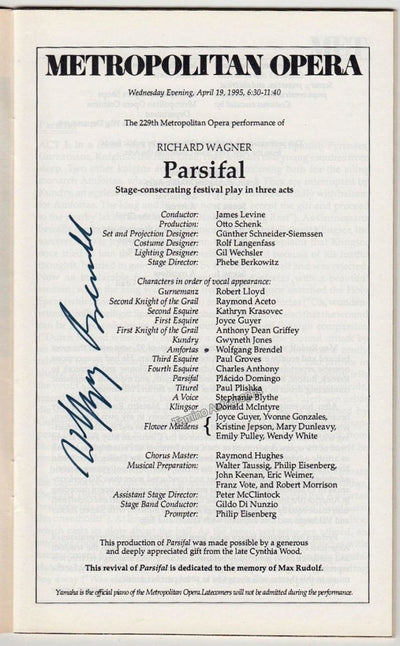 METROPOLITAN OPERA
Wednesday Evening, April 19, 1995, 6:30-11:40
The 229th Metropolitan Opera performance of
RICHARD WAGNER
Parsifal
Stage-consecrating festival play in three acts
Conductor: James Levine
Production: Otto Schenk
Set and Projection Designer: Günther Schneider-Siemssen
Costume Designer: Rolf Langenfass
Lighting Designer: Gil Wechsler
Stage Director: Phebe Berkowitz
Characters in order of vocal appearance:
Gurnemanz Robert Lloyd
Second Knight of the Grail Raymond Aceto
Second Esquire Kathryn Krasovec
First Esquire Joyce Guyer
First Knight of the Grail Anthony Dean Griffey
Kundry Gwyneth Jones
Amfortas Wolfgang Brendel
Third Esquire Paul Groves
Fourth Esquire Charles Anthony
Parsifal Plácido Domingo
Titurel Paul Plishka
A Voice Stephanie Blythe
Klingsor Donald McIntyre
Flower Maidens { Joyce Guyer, Yvonne Gonzales,
Kristine Jepson, Mary Dunleavy,
Emily Pulley, Wendy White
Chorus Master: Raymond Hughes
Musical Preparation: Walter Taussig, Philip Eisenberg,
John Keenan, Eric Weimer,
Franz Vote, and Robert Morrison
Assistant Stage Director: Peter McClintock
Stage Band Conductor: Gildo Di Nunzio
Prompter: Philip Eisenberg
This production of Parsifal was made possible by a generous
and deeply appreciated gift from the late Cynthia Wood.
This revival of Parsifal is dedicated to the memory of Max Rudolf.
Yamaha is the official piano of the Metropolitan Opera. Latecomers will not be admitted during the performance.
Wolfgang Brendel